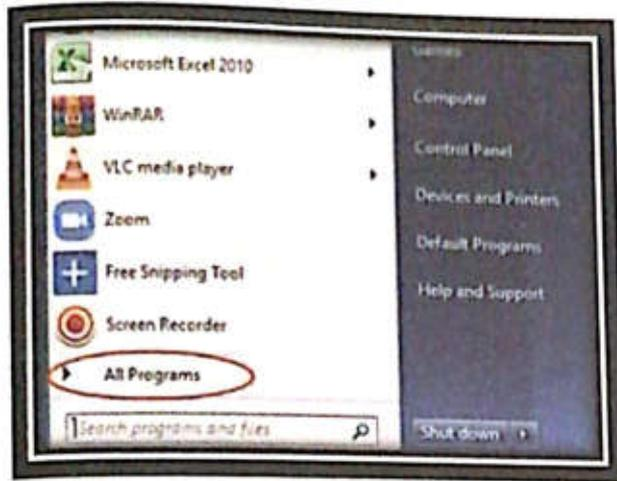 Microsoft Excel 2010
WinRAR
VLC media player
Zoom
Free Snipping Tool
Screen Recorder
All Programs
Search programs and files
Games
Computer
Control Panel
Devices and Printers
Default Programs
Help and Support
Shut down